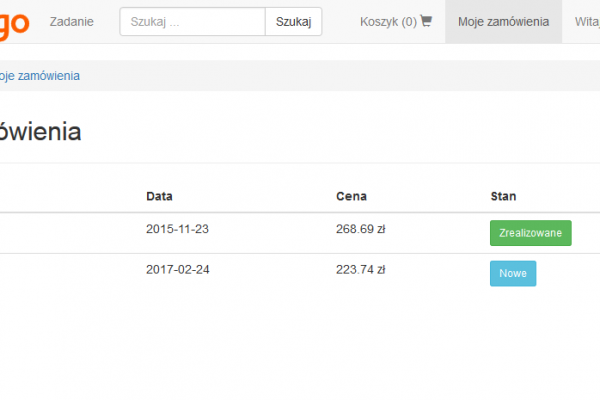 go Zadanie Szukaj ... Szukaj Koszyk (0) Moje zamówienia Witaj
oje zamówienia
ówienia
Data Cena Stan
2015-11-23 268.69 zł Zrealizowane
2017-02-24 223.74 zł Nowe